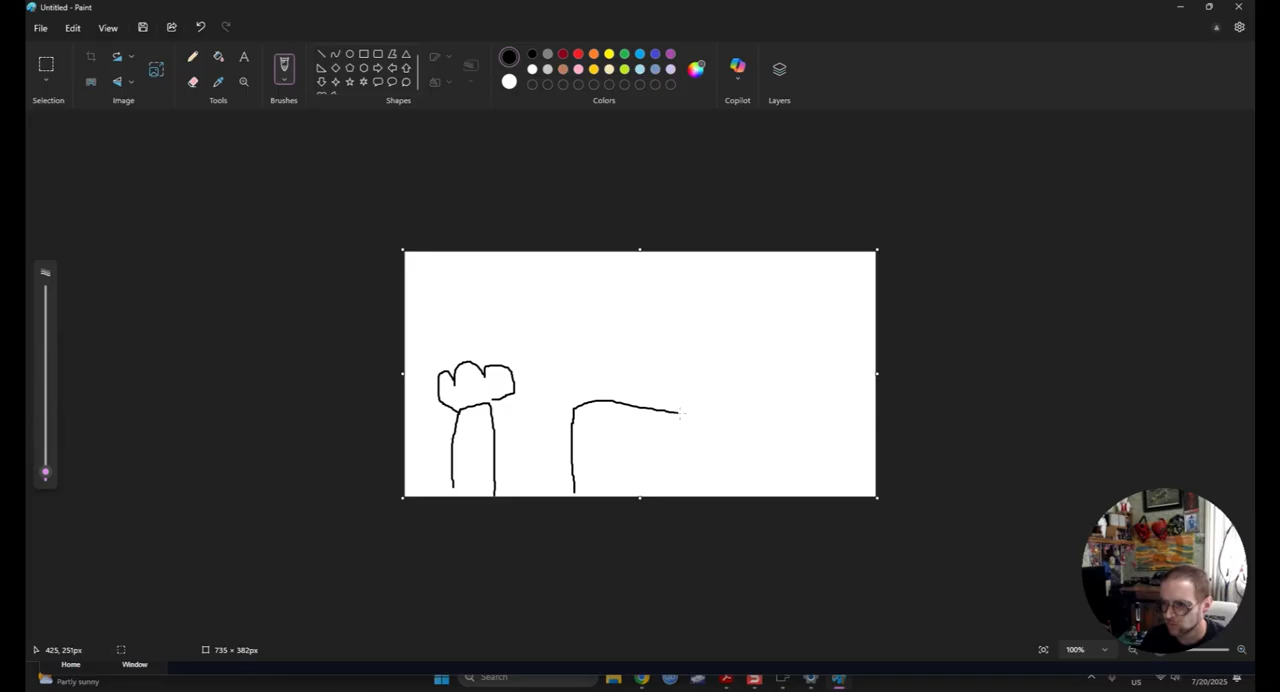 Untitled - Paint
File Edit View
Selection Image Tools Brushes Shapes Colors Copilot Layers
425, 251px 735 × 382px 100%
Home Window
Partly sunny Search US 7/20/2025